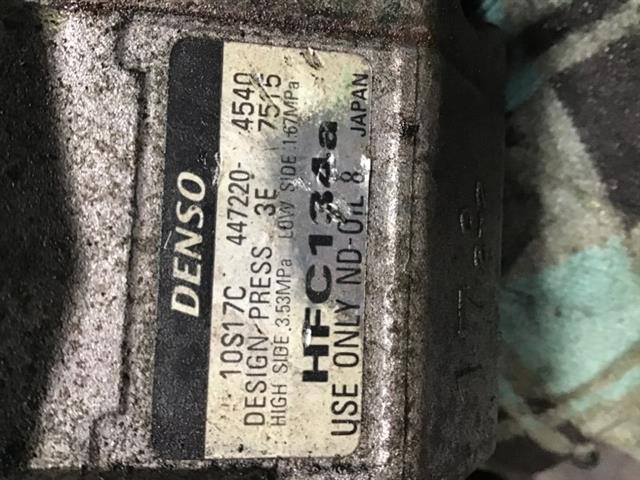 DENSO
10S17C 447220-4540
DESIGN PRESS 3E 7515
HIGH SIDE 3.53MPa LOW SIDE 1.67MPa
HFC134a
USE ONLY ND-OIL 8 JAPAN